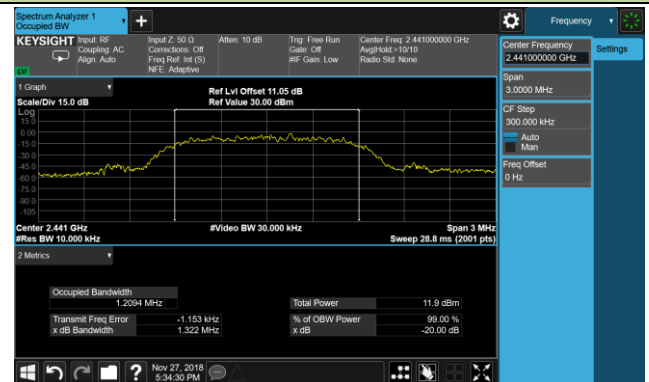 Spectrum Analyzer 1
Occupied BW
+
Frequency
KEYSIGHT
Input: RF
Coupling: AC
Align: Auto
Input Z: 50 Ω
Corrections: Off
Freq Ref: Int (S)
NFE: Adaptive
Atten: 10 dB
Trig: Free Run
Gate: Off
#IF Gain: Low
Center Freq: 2.441000000 GHz
Avg|Hold:>10/10
Radio Std: None
Center Frequency
2.441000000 GHz
Settings
Span
3.0000 MHz
CF Step
300.000 kHz
Auto
Man
Freq Offset
0 Hz
1 Graph
Scale/Div 15.0 dB
Ref Lvl Offset 11.05 dB
Ref Value 30.00 dBm
Log
15.0
0.00
-15.0
-30.0
-45.0
-60.0
-75.0
-90.0
-105
Center 2.441 GHz
#Res BW 10.000 kHz
#Video BW 30.000 kHz
Span 3 MHz
Sweep 28.8 ms (2001 pts)
2 Metrics
Occupied Bandwidth
1.2094 MHz
Total Power
11.9 dBm
Transmit Freq Error
-1.153 kHz
% of OBW Power
99.00 %
x dB Bandwidth
1.322 MHz
x dB
-20.00 dB
?
Nov 27, 2018
5:34:30 PM